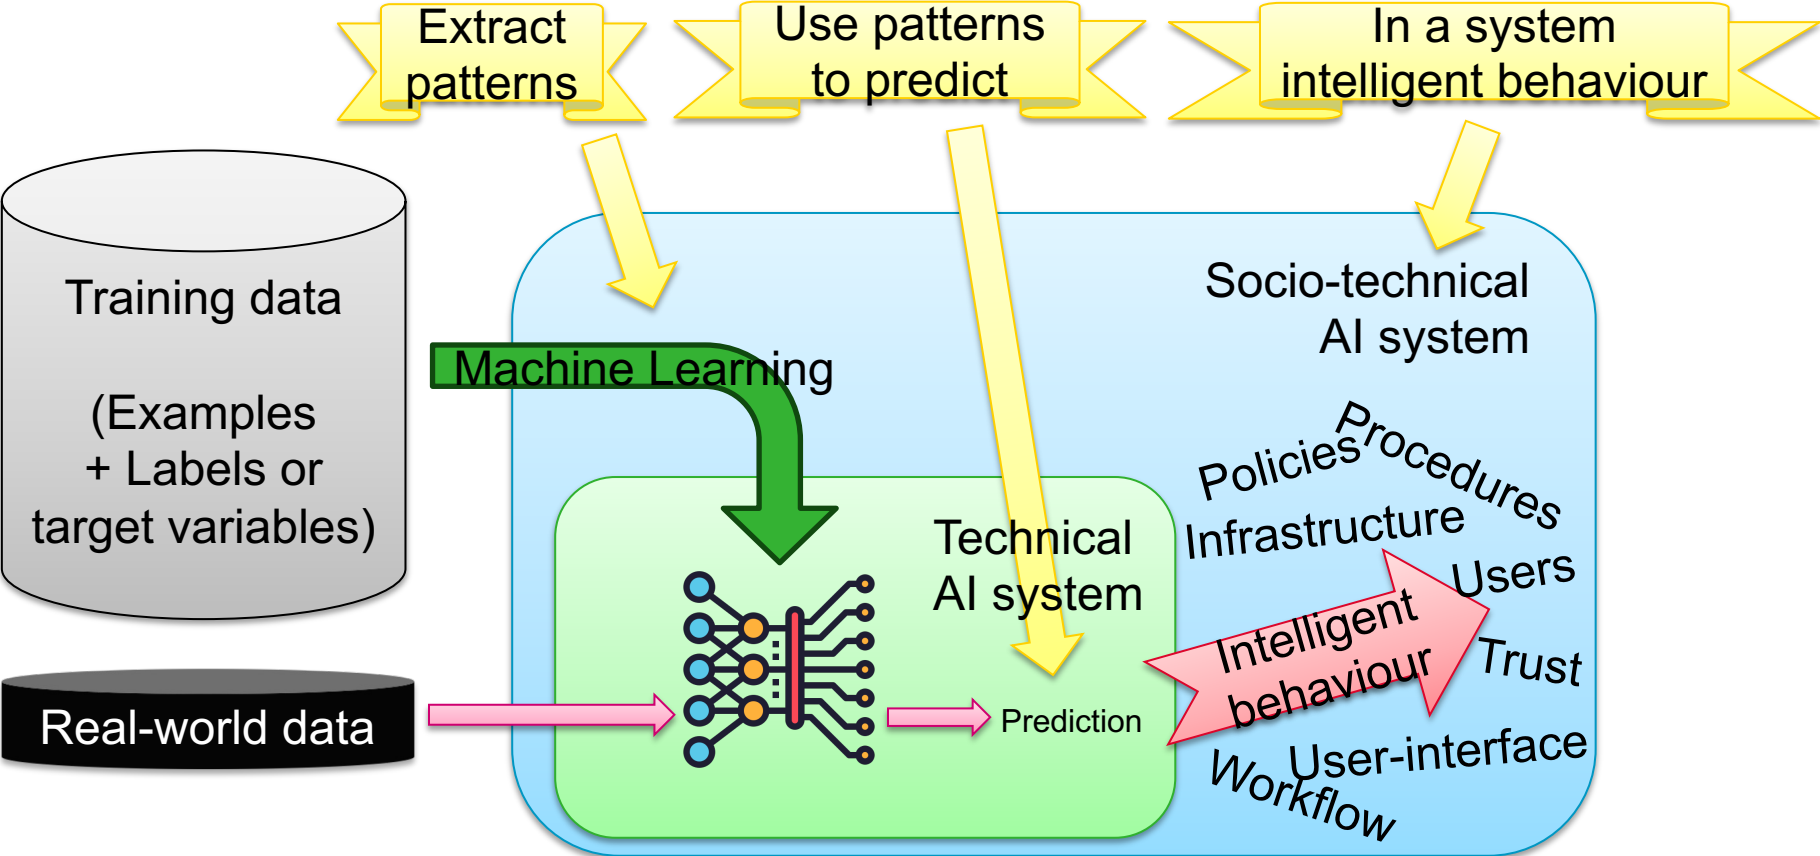 Extract
patterns
Use patterns
to predict
In a system
intelligent behaviour
Training data
(Examples
+ Labels or
target variables)
Real-world data
Machine Learning
Socio-technical
AI system
Technical
AI system
Prediction
Policies
Procedures
Infrastructure
Users
Intelligent
behaviour
Trust
User-interface
Workflow